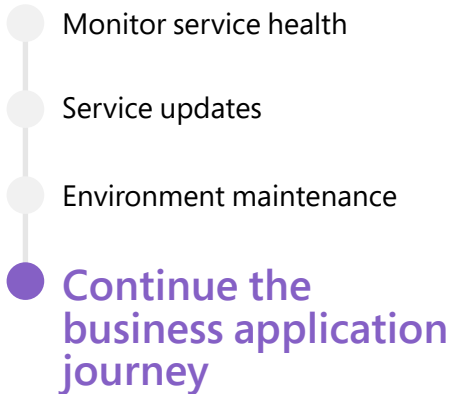 Monitor service health
Service updates
Environment maintenance
Continue the
business application
journey